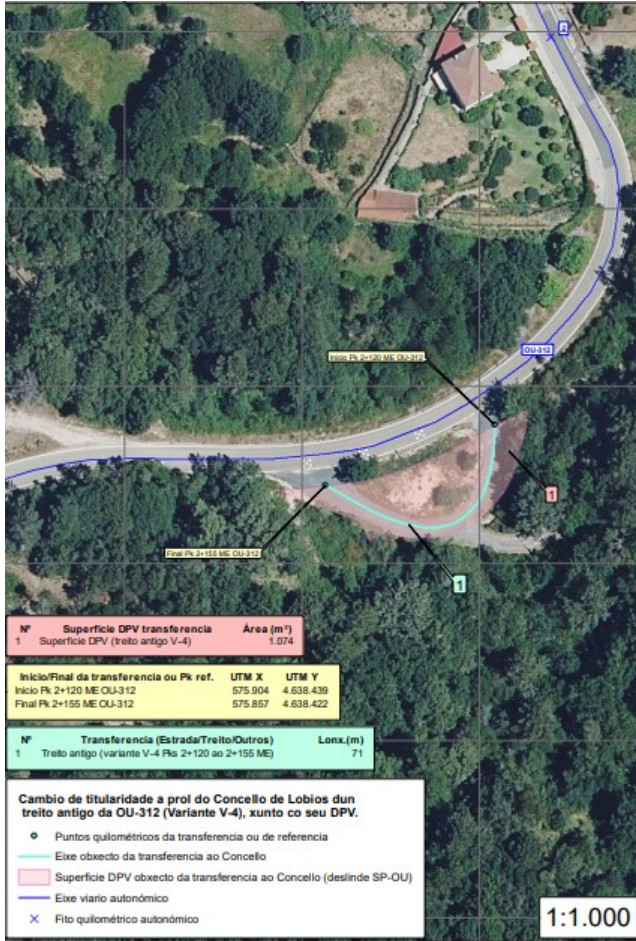 2
Inicio Pk 2+120 ME OU-312
OU-312
1
Final Pk 2+155 ME OU-312
1
Nº Superficie DPV transferencia Área (m²)
1 Superficie DPV (treito antigo V-4) 1.074
Inicio/Final da transferencia ou Pk ref. UTM X UTM Y
Inicio Pk 2+120 ME OU-312 575.904 4.638.439
Final Pk 2+155 ME OU-312 575.857 4.638.422
Nº Transferencia (Estrada/Treito/Outros) Lonx.(m)
1 Treito antigo (variante V-4 Pks 2+120 ao 2+155 ME) 71
Cambio de titularidade a prol do Concello de Lobios dun
treito antigo da OU-312 (Variante V-4), xunto co seu DPV.
Puntos quilométricos da transferencia ou de referencia
Eixe obxecto da transferencia ao Concello
Superficie DPV obxecto da transferencia ao Concello (deslinde SP-OU)
Eixe viario autonómico
Fito quilométrico autonómico
1:1.000